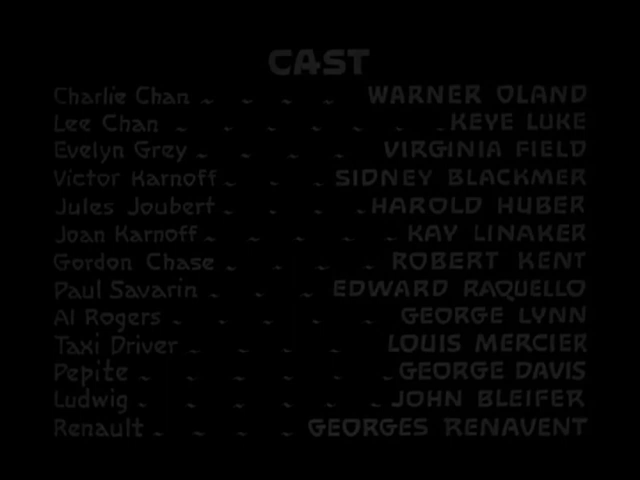 CAST
Charlie Chan WARNER OLAND
Lee Chan KEYE LUKE
Evelyn Grey VIRGINIA FIELD
Victor Karnoff SIDNEY BLACKMER
Jules Joubert HAROLD HUBER
Joan Karnoff KAY LINAKER
Gordon Chase ROBERT KENT
Paul Savarin EDWARD RAQUELLO
Al Rogers GEORGE LYNN
Taxi Driver LOUIS MERCIER
Pepite GEORGE DAVIS
Ludwig JOHN BLEIFER
Renault GEORGES RENAVENT